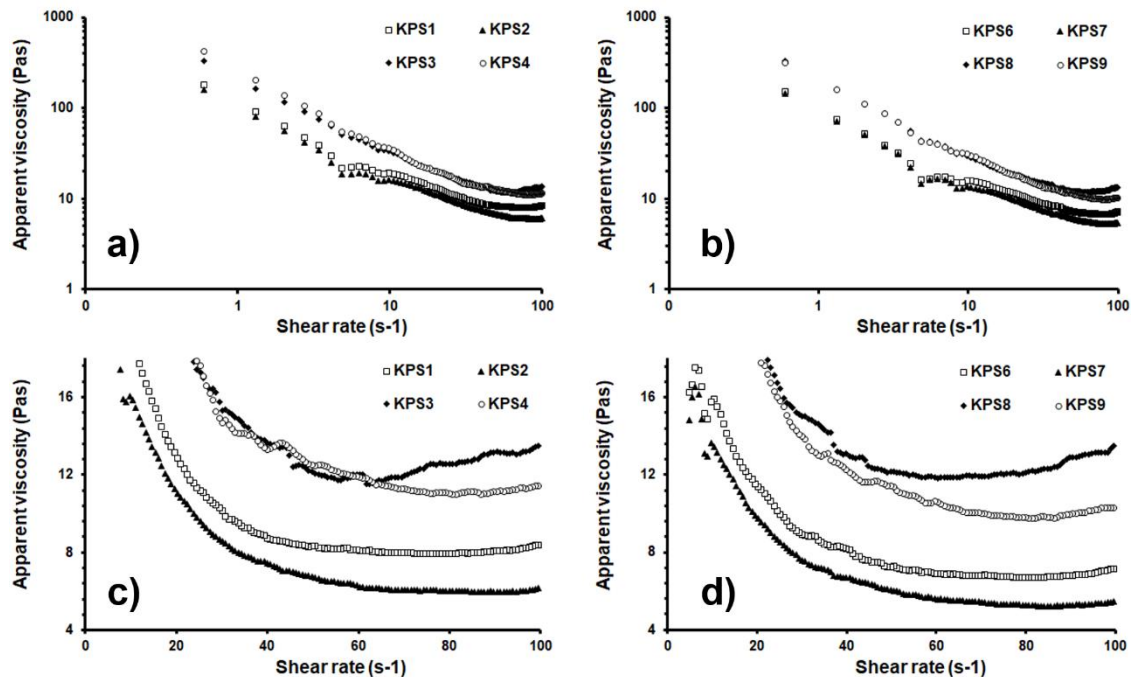 1000
100
10
1
Apparent viscosity (Pas)
KPS1 KPS2
KPS3 KPS4
a)
0 1 10 100
Shear rate (s-1)
1000
100
10
1
Apparent viscosity (Pas)
KPS6 KPS7
KPS8 KPS9
b)
0 1 10 100
Shear rate (s-1)
16
12
8
4
Apparent viscosity (Pas)
KPS1 KPS2
KPS3 KPS4
c)
0 20 40 60 80 100
Shear rate (s-1)
16
12
8
4
Apparent viscosity (Pas)
KPS6 KPS7
KPS8 KPS9
d)
0 20 40 60 80 100
Shear rate (s-1)